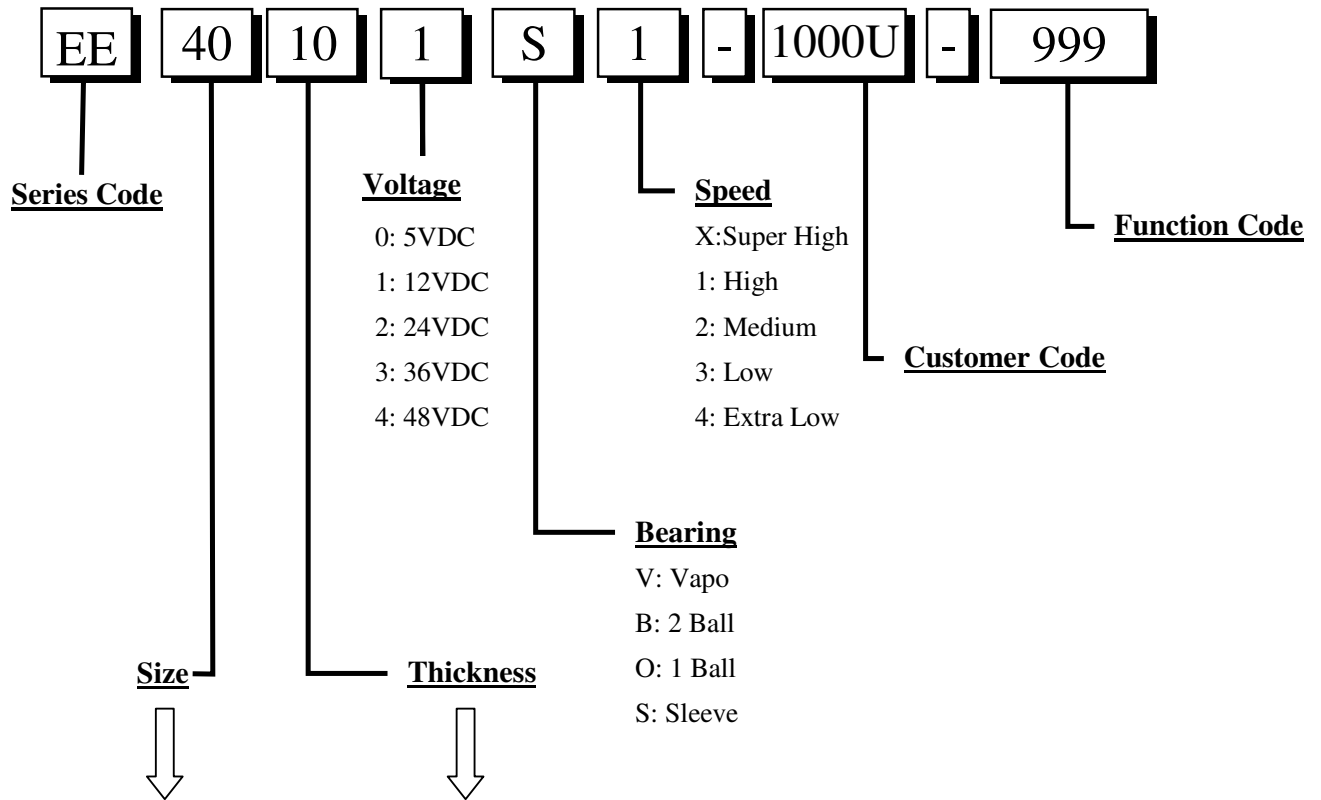 EE 40 10 1 S 1 - 1000U - 999
Series Code
Voltage
0: 5VDC
1: 12VDC
2: 24VDC
3: 36VDC
4: 48VDC
Speed
X:Super High
1: High
2: Medium
3: Low
4: Extra Low
Function Code
Customer Code
Bearing
V: Vapo
B: 2 Ball
O: 1 Ball
S: Sleeve
Size
Thickness